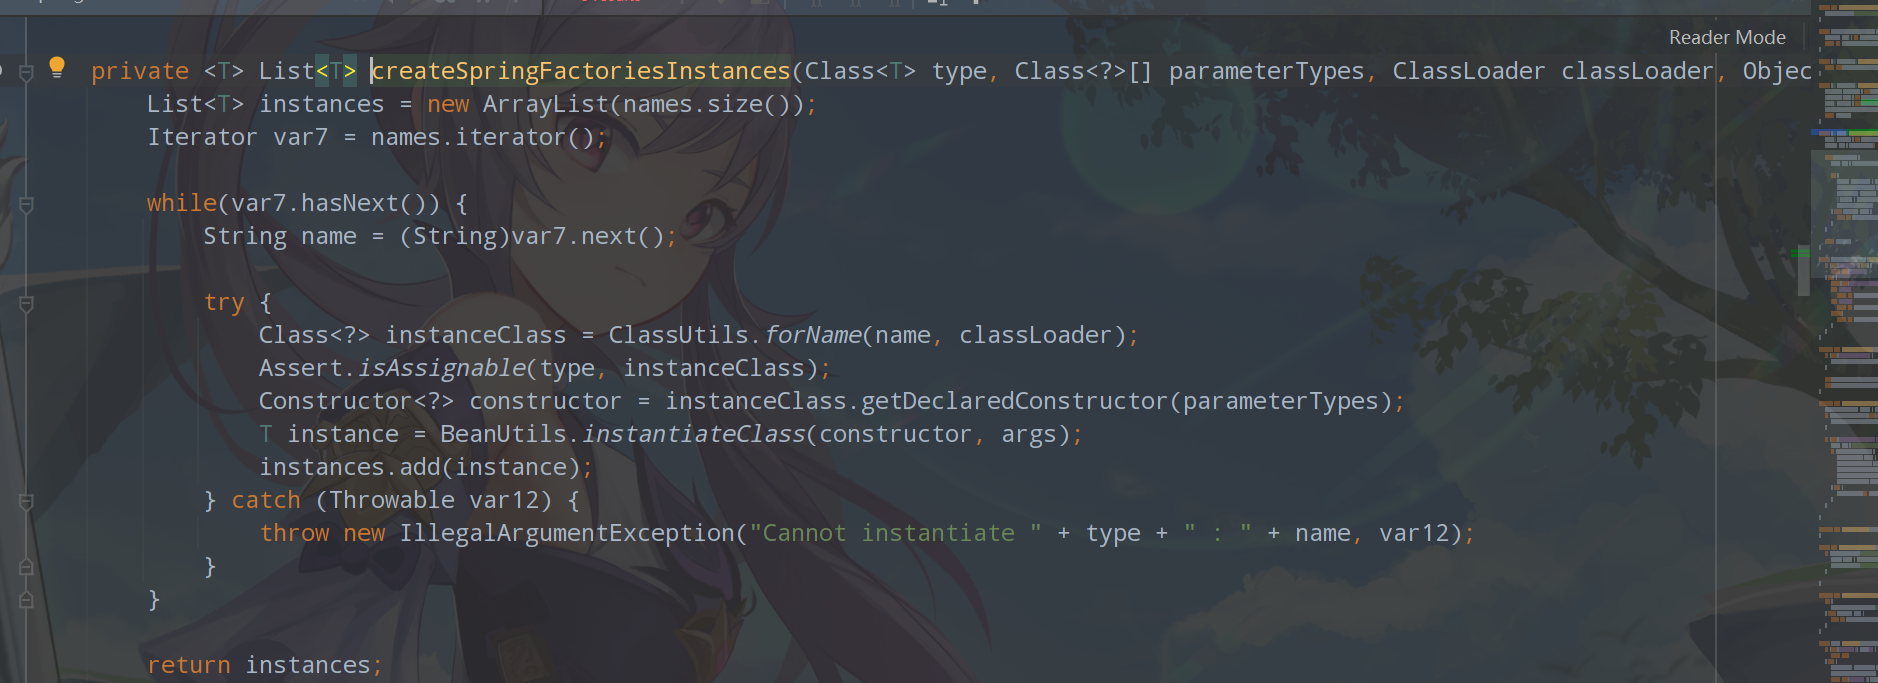 Reader Mode
private <T> List<T> createSpringFactoriesInstances(Class<T> type, Class<?>[] parameterTypes, ClassLoader classLoader, Objec
List<T> instances = new ArrayList(names.size());
Iterator var7 = names.iterator();
while(var7.hasNext()) {
String name = (String)var7.next();
try {
Class<?> instanceClass = ClassUtils.forName(name, classLoader);
Assert.isAssignable(type, instanceClass);
Constructor<?> constructor = instanceClass.getDeclaredConstructor(parameterTypes);
T instance = BeanUtils.instantiateClass(constructor, args);
instances.add(instance);
} catch (Throwable var12) {
throw new IllegalArgumentException("Cannot instantiate " + type + " : " + name, var12);
}
}
return instances;